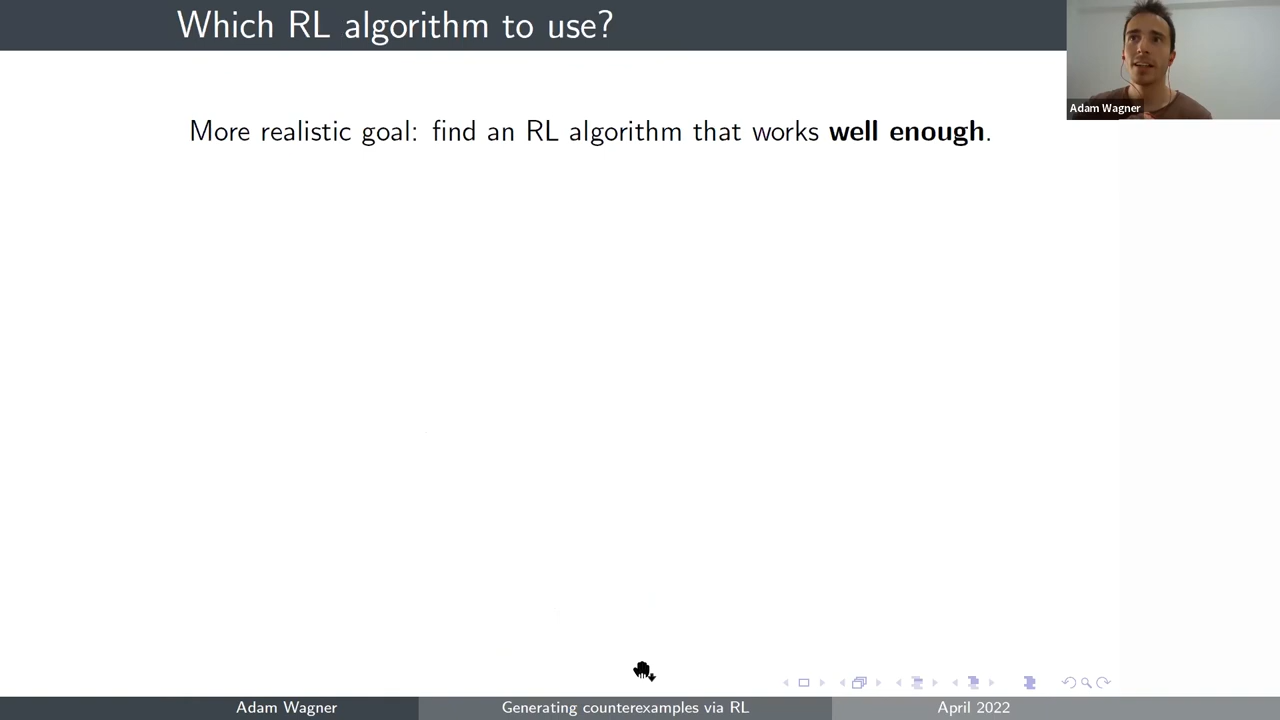 Which RL algorithm to use?
Adam Wagner
More realistic goal: find an RL algorithm that works well enough.
Adam Wagner Generating counterexamples via RL April 2022